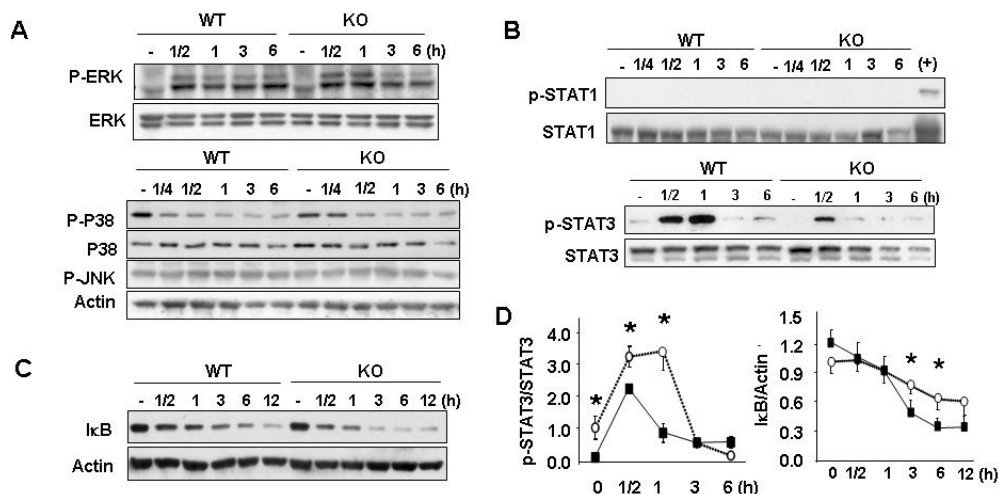 A
WT KO
- 1/2 1 3 6 - 1/2 1 3 6 (h)
P-ERK
ERK
WT KO
- 1/4 1/2 1 3 6 - 1/4 1/2 1 3 6 (h)
P-P38
P38
P-JNK
Actin
B
WT KO
- 1/4 1/2 1 3 6 - 1/4 1/2 1 3 6 (+)
p-STAT1
STAT1
WT KO
- 1/2 1 3 6 - 1/2 1 3 6 (h)
p-STAT3
STAT3
C
WT KO
- 1/2 1 3 6 12 - 1/2 1 3 6 12 (h)
IκB
Actin
D
p-STAT3/STAT3
4.0
3.0
2.0
1.0
0.0
* * *
0 1/2 1 3 6 (h)
IκB/Actin
1.5
1.2
0.9
0.6
0.3
0.0
* *
0 1/2 1 3 6 12 (h)